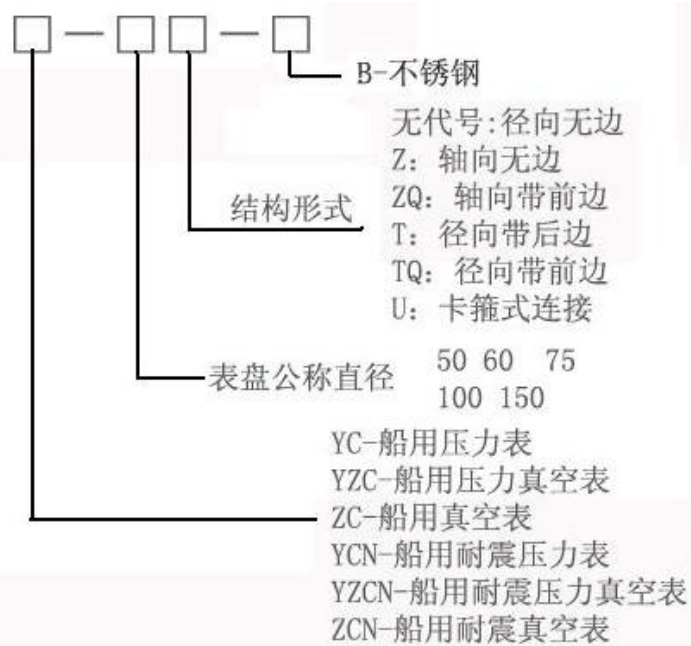 B-不锈钢
无代号:径向无边
Z: 轴向无边
ZQ: 轴向带前边
结构形式
T: 径向带后边
TQ: 径向带前边
U: 卡箍式连接
表盘公称直径
50 60 75
100 150
YC-船用压力表
YZC-船用压力真空表
ZC-船用真空表
YCN-船用耐震压力表
YZCN-船用耐震压力真空表
ZCN-船用耐震真空表